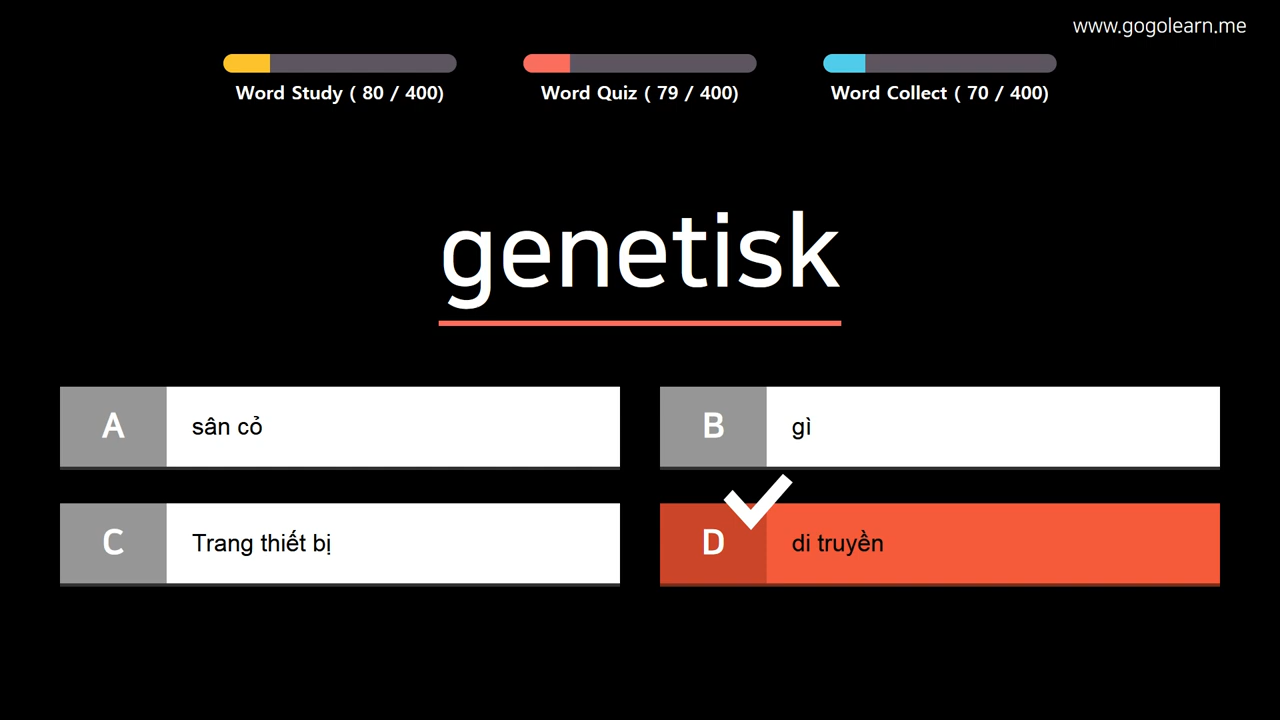 www.gogolearn.me
Word Study ( 80 / 400)
Word Quiz ( 79 / 400)
Word Collect ( 70 / 400)
genetisk
A sân cỏ
B gì
C Trang thiết bị
D di truyền